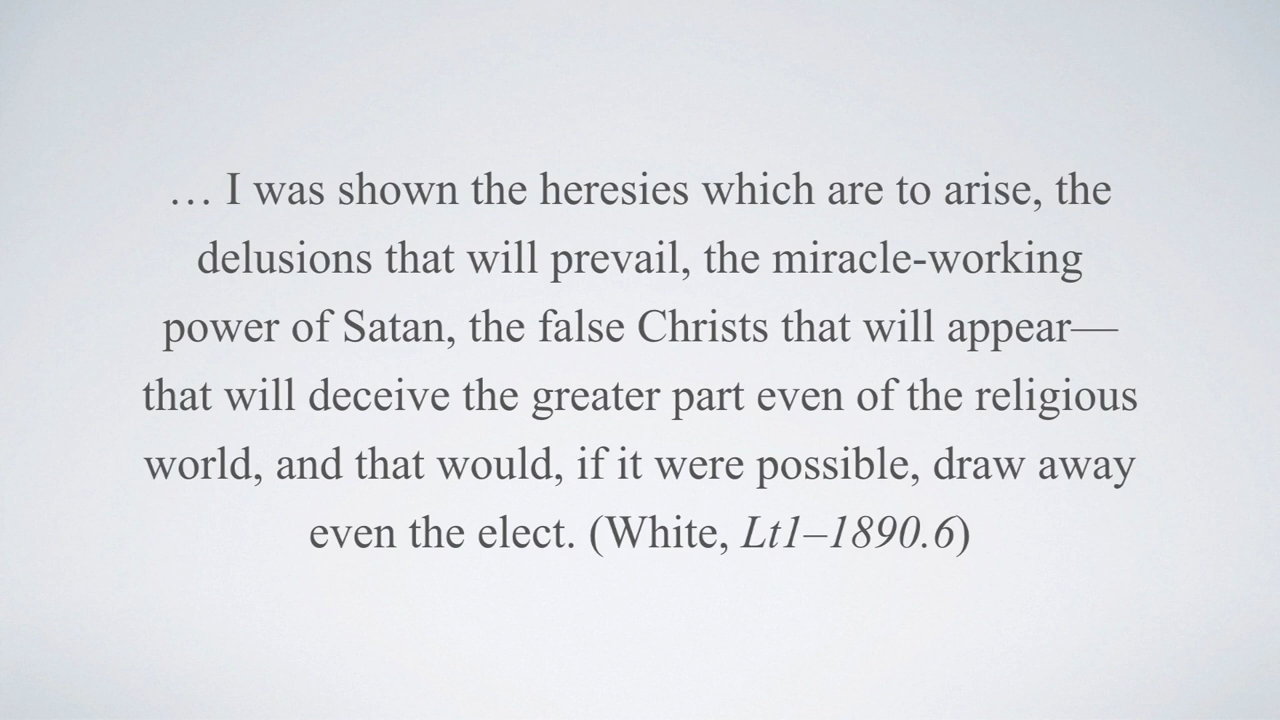 … I was shown the heresies which are to arise, the
delusions that will prevail, the miracle-working
power of Satan, the false Christs that will appear—
that will deceive the greater part even of the religious
world, and that would, if it were possible, draw away
even the elect. (White, Lt1–1890.6)